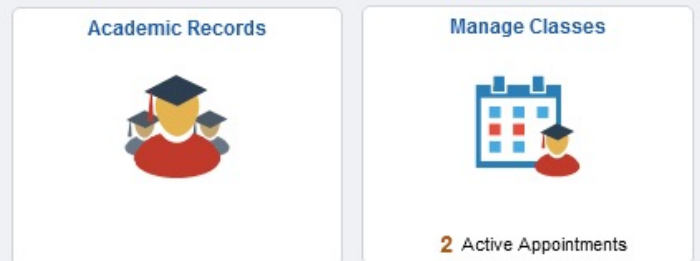 Academic Records
Manage Classes
2 Active Appointments